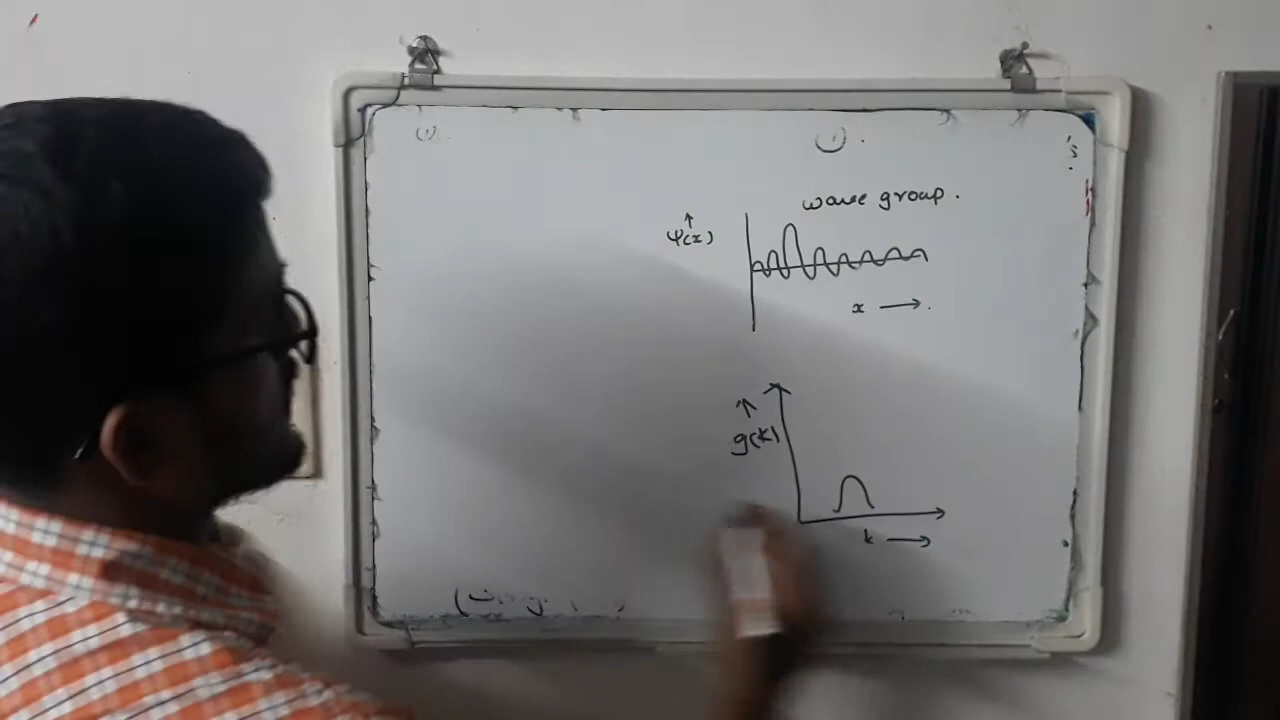 wave group.
ψ(x)
x →.
g(k)
k →